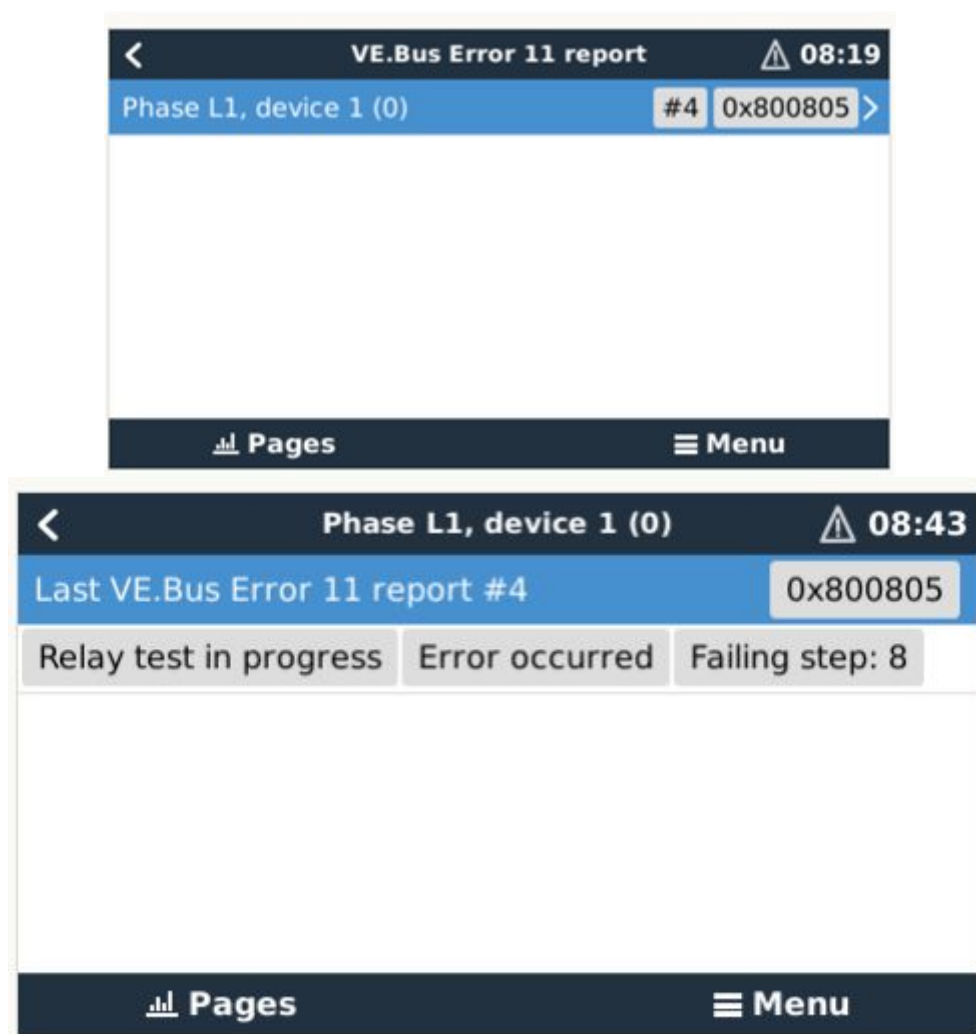 VE.Bus Error 11 report 08:19
Phase L1, device 1 (0) #4 0x800805
Pages Menu
Phase L1, device 1 (0) 08:43
Last VE.Bus Error 11 report #4 0x800805
Relay test in progress Error occurred Failing step: 8
Pages Menu